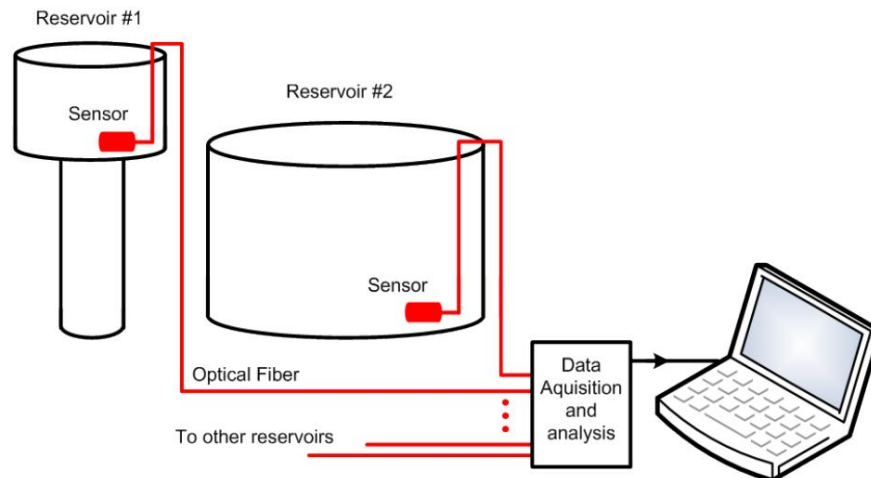 Reservoir #1
Sensor
Reservoir #2
Sensor
Optical Fiber
Data
Aquisition
and
analysis
To other reservoirs